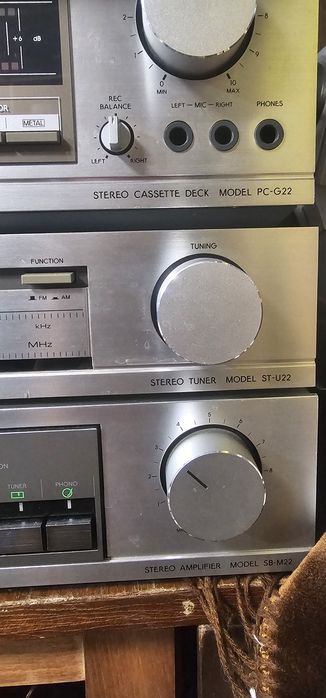 +6 dB
METAL
2
8
0 10
MIN MAX
REC
BALANCE
LEFT RIGHT
LEFT — MIC — RIGHT
PHONES
STEREO CASSETTE DECK MODEL PC-G22
FUNCTION
FM AM
kHz
MHz
TUNING
STEREO TUNER MODEL ST-U22
TUNER PHONO
1 2 3 4 5 6 7 8
STEREO AMPLIFIER MODEL SB-M22